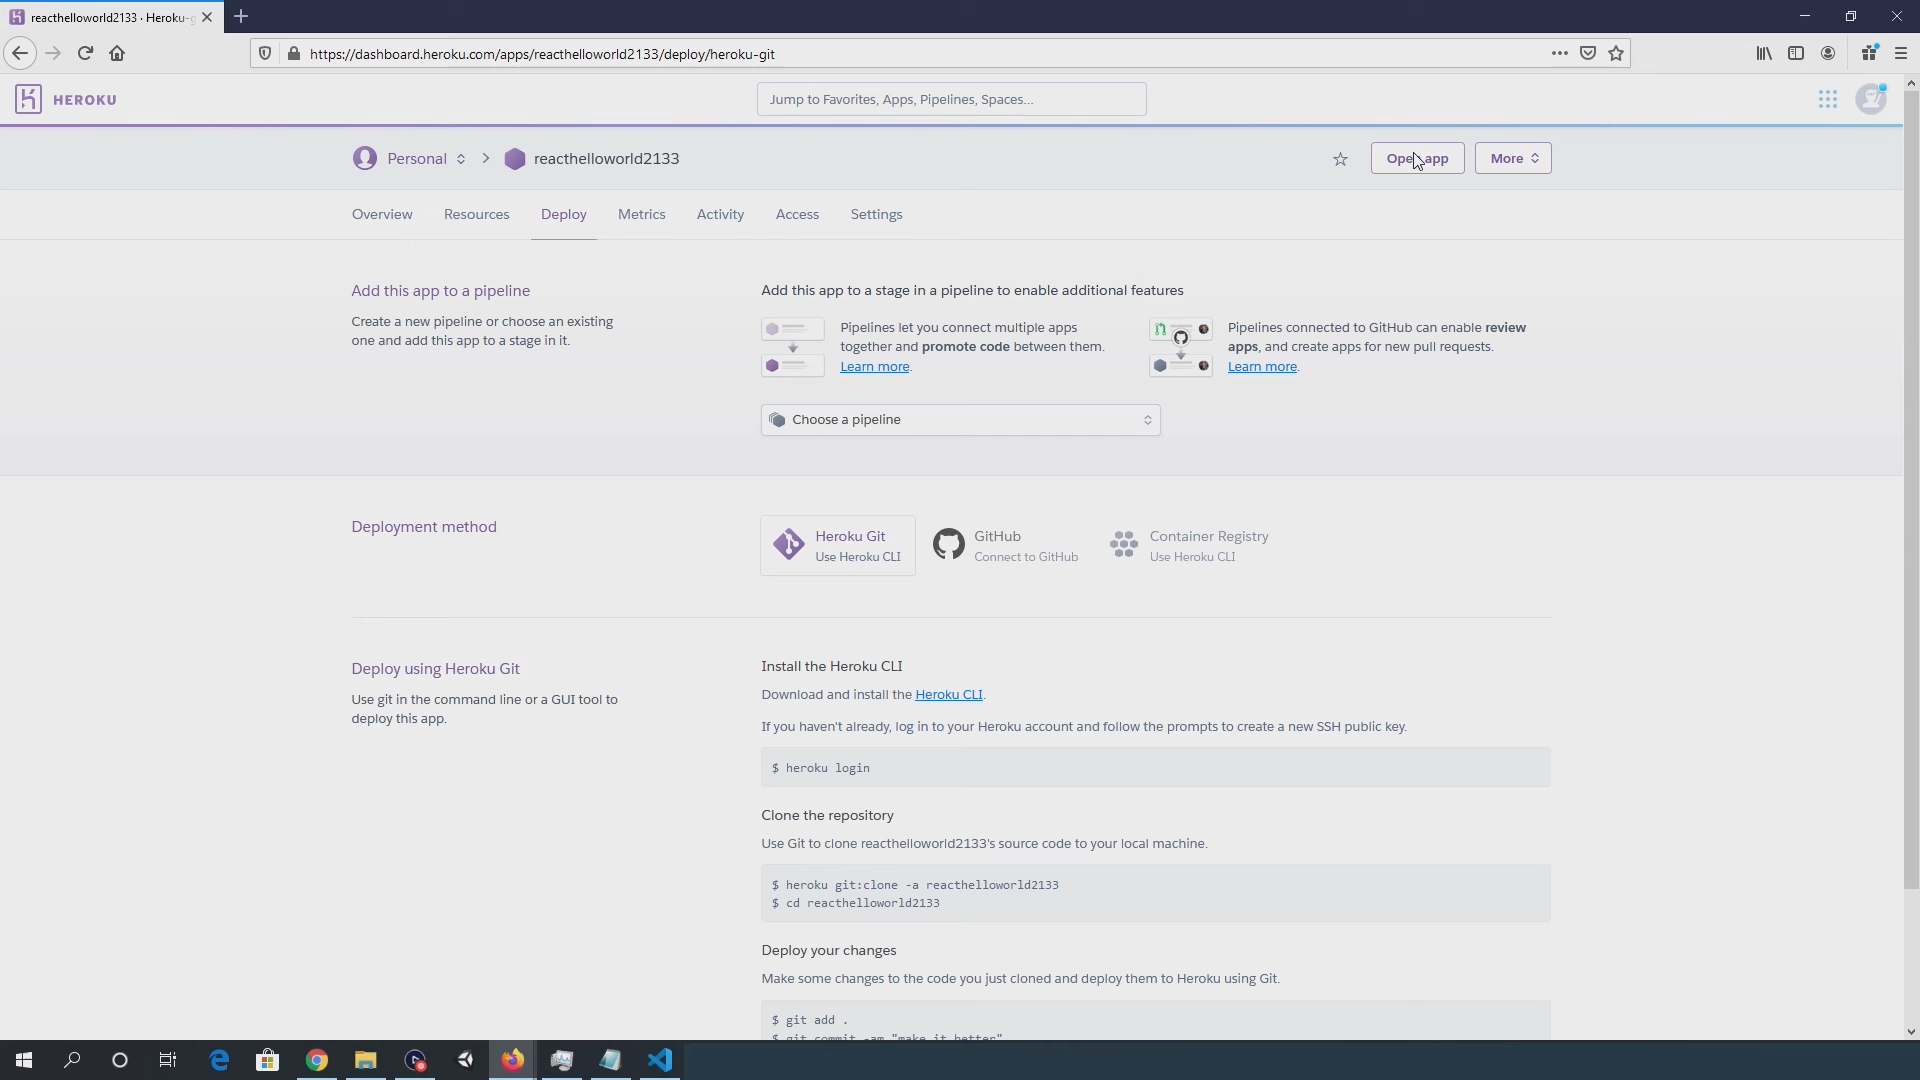 reacthelloworld2133 · Heroku-g
https://dashboard.heroku.com/apps/reacthelloworld2133/deploy/heroku-git
HEROKU
Jump to Favorites, Apps, Pipelines, Spaces...
Personal
reacthelloworld2133
Open app
More
Overview
Resources
Deploy
Metrics
Activity
Access
Settings
Add this app to a pipeline
Create a new pipeline or choose an existing
one and add this app to a stage in it.
Add this app to a stage in a pipeline to enable additional features
Pipelines let you connect multiple apps
together and promote code between them.
Learn more.
Pipelines connected to GitHub can enable review
apps, and create apps for new pull requests.
Learn more.
Choose a pipeline
Deployment method
Heroku Git
Use Heroku CLI
GitHub
Connect to GitHub
Container Registry
Use Heroku CLI
Deploy using Heroku Git
Use git in the command line or a GUI tool to
deploy this app.
Install the Heroku CLI
Download and install the Heroku CLI.
If you haven't already, log in to your Heroku account and follow the prompts to create a new SSH public key.
$ heroku login
Clone the repository
Use Git to clone reacthelloworld2133's source code to your local machine.
$ heroku git:clone -a reacthelloworld2133
$ cd reacthelloworld2133
Deploy your changes
Make some changes to the code you just cloned and deploy them to Heroku using Git.
$ git add .
$ git commit -am "make it better"